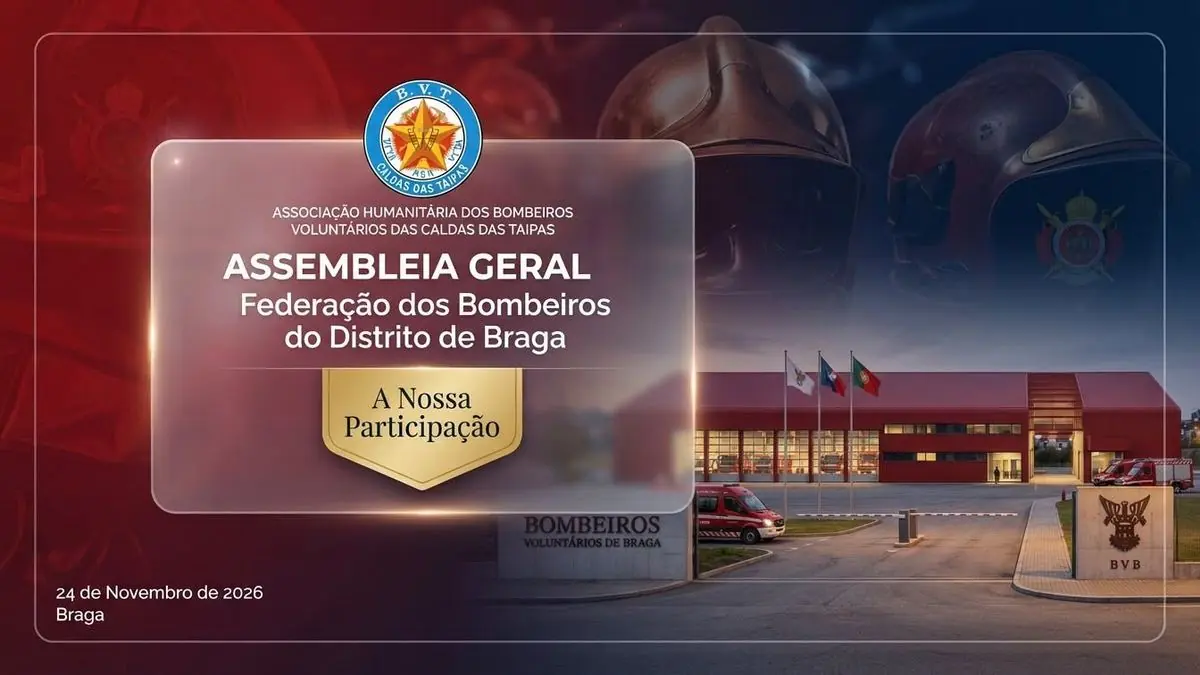 B. V. T.
CALDAS DAS TAIPAS
ASSOCIAÇÃO HUMANITÁRIA DOS BOMBEIROS
VOLUNTÁRIOS DAS CALDAS DAS TAIPAS
ASSEMBLEIA GERAL
Federação dos Bombeiros
do Distrito de Braga
A Nossa
Participação
BOMBEIROS
VOLUNTÁRIOS DE BRAGA
BVB
24 de Novembro de 2026
Braga